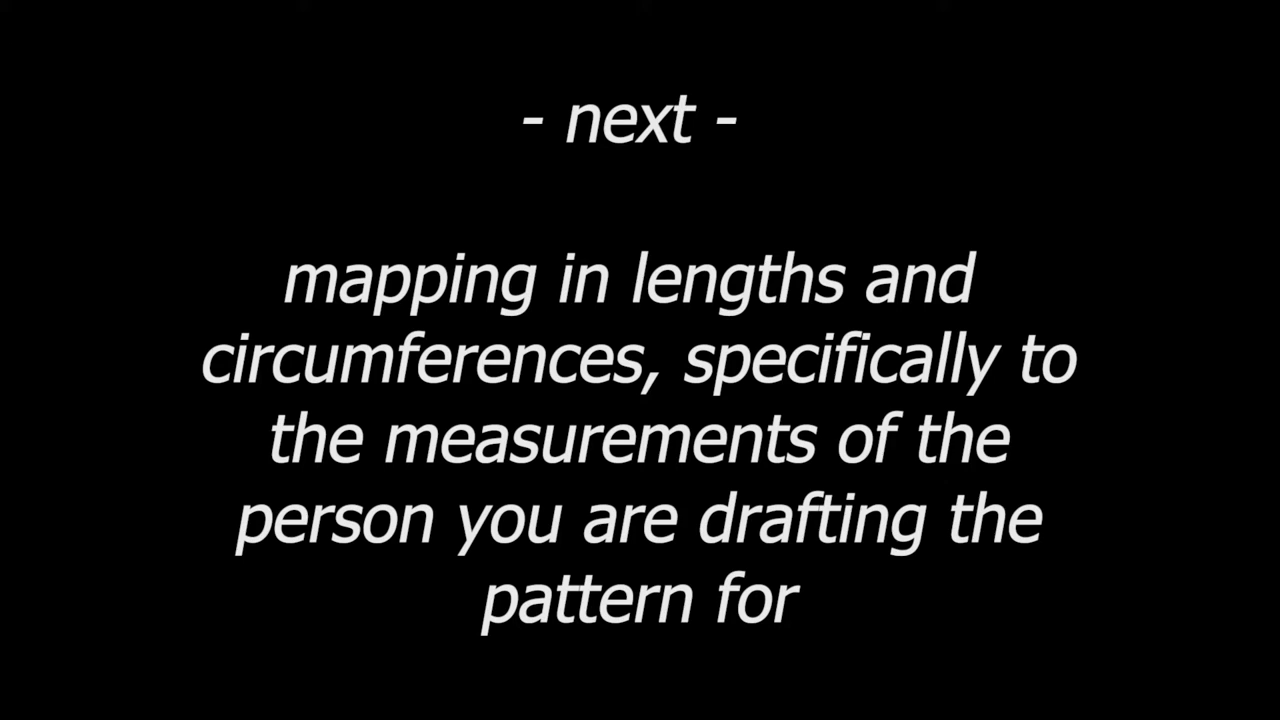 - next -
mapping in lengths and
circumferences, specifically to
the measurements of the
person you are drafting the
pattern for